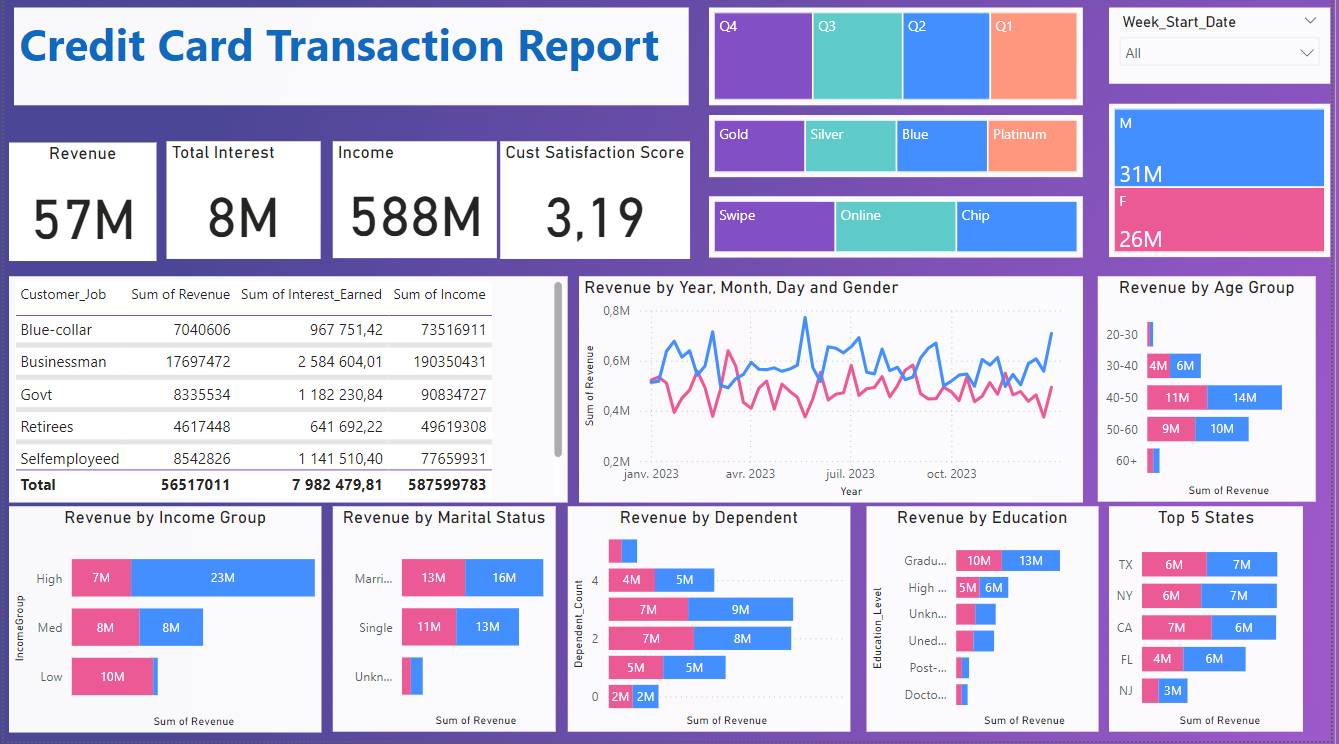 Credit Card Transaction Report
Q4 Q3 Q2 Q1
Week_Start_Date
All
Gold Silver Blue Platinum
Swipe Online Chip
M
31M
F
26M
Revenue
57M
Total Interest
8M
Income
588M
Cust Satisfaction Score
3,19
Customer_Job Sum of Revenue Sum of Interest_Earned Sum of Income
Blue-collar 7040606 967 751,42 73516911
Businessman 17697472 2 584 604,01 190350431
Govt 8335534 1 182 230,84 90834727
Retirees 4617448 641 692,22 49619308
Selfemployeed 8542826 1 141 510,40 77659931
Total 56517011 7 982 479,81 587599783
Revenue by Year, Month, Day and Gender
Sum of Revenue
0,8M
0,6M
0,4M
0,2M
janv. 2023 avr. 2023 juil. 2023 oct. 2023
Year
Revenue by Age Group
20-30
30-40 4M 6M
40-50 11M 14M
50-60 9M 10M
60+
Sum of Revenue
Revenue by Income Group
IncomeGroup
High 7M 23M
Med 8M 8M
Low 10M
Sum of Revenue
Revenue by Marital Status
Marri... 13M 16M
Single 11M 13M
Unkn...
Sum of Revenue
Revenue by Dependent
Dependent_Count
4 4M 5M
7M 9M
2 7M 8M
5M 5M
0 2M 2M
Sum of Revenue
Revenue by Education
Education_Level
Gradu... 10M 13M
High ... 5M 6M
Unkn...
Uned...
Post-...
Docto...
Sum of Revenue
Top 5 States
TX 6M 7M
NY 6M 7M
CA 7M 6M
FL 4M 6M
NJ 3M
Sum of Revenue